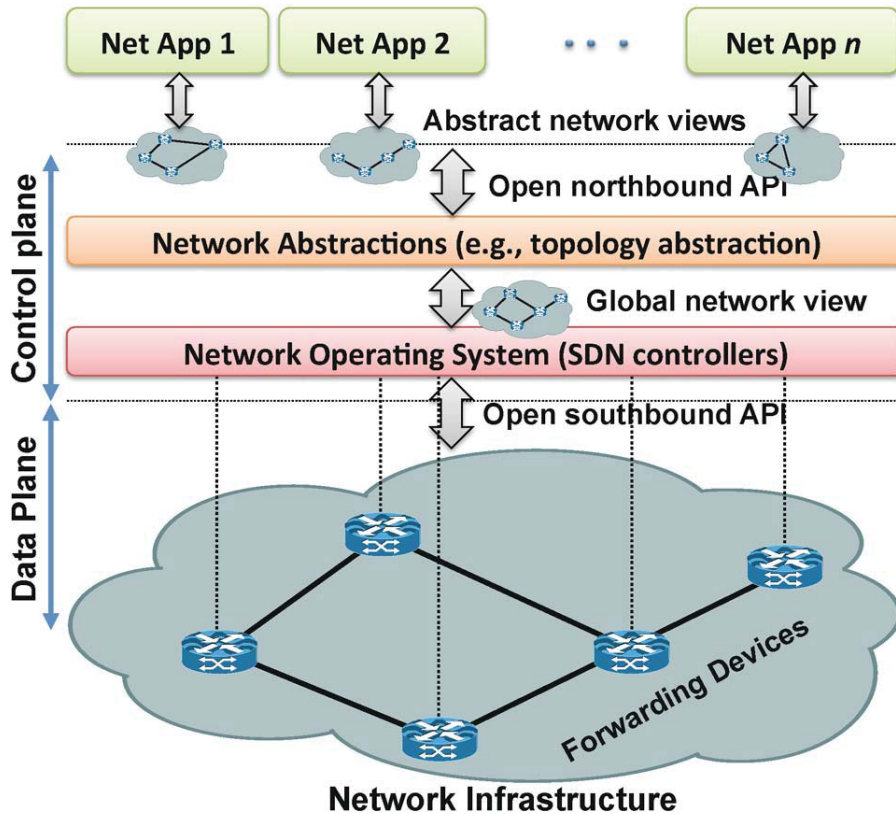 Net App 1
Net App 2
Net App n
Abstract network views
Open northbound API
Control plane
Network Abstractions (e.g., topology abstraction)
Global network view
Network Operating System (SDN controllers)
Open southbound API
Data Plane
Forwarding Devices
Network Infrastructure